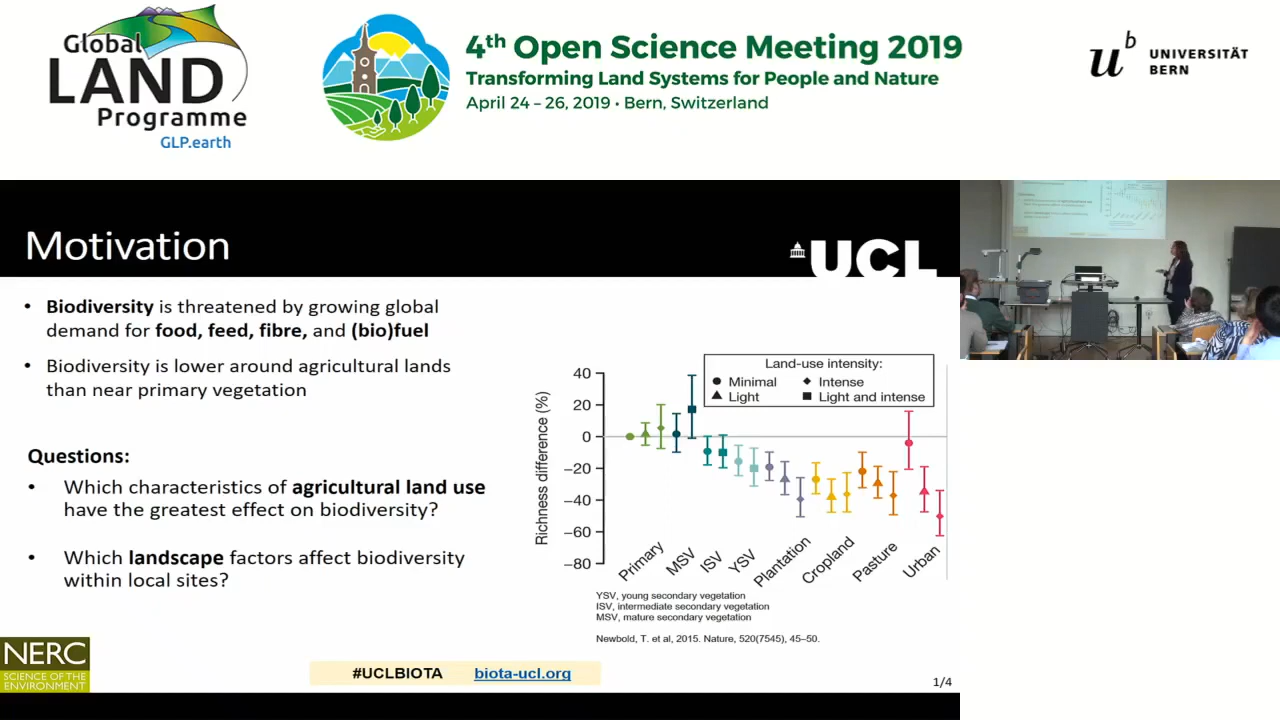 Global
LAND
Programme
GLP.earth
4th Open Science Meeting 2019
Transforming Land Systems for People and Nature
April 24 – 26, 2019 • Bern, Switzerland
u b
UNIVERSITÄT
BERN
Motivation
UCL
• Biodiversity is threatened by growing global
demand for food, feed, fibre, and (bio)fuel
• Biodiversity is lower around agricultural lands
than near primary vegetation
Questions:
• Which characteristics of agricultural land use
have the greatest effect on biodiversity?
• Which landscape factors affect biodiversity
within local sites?
Land-use intensity:
Minimal
Intense
Light
Light and intense
Richness difference (%)
40
20
0
−20
−40
−60
−80
Primary
MSV
ISV
YSV
Plantation
Cropland
Pasture
Urban
YSV, young secondary vegetation
ISV, intermediate secondary vegetation
MSV, mature secondary vegetation
Newbold, T. et al, 2015. Nature, 520(7545), 45–50.
NERC
SCIENCE OF THE
ENVIRONMENT
#UCLBIOTA biota-ucl.org
1/4